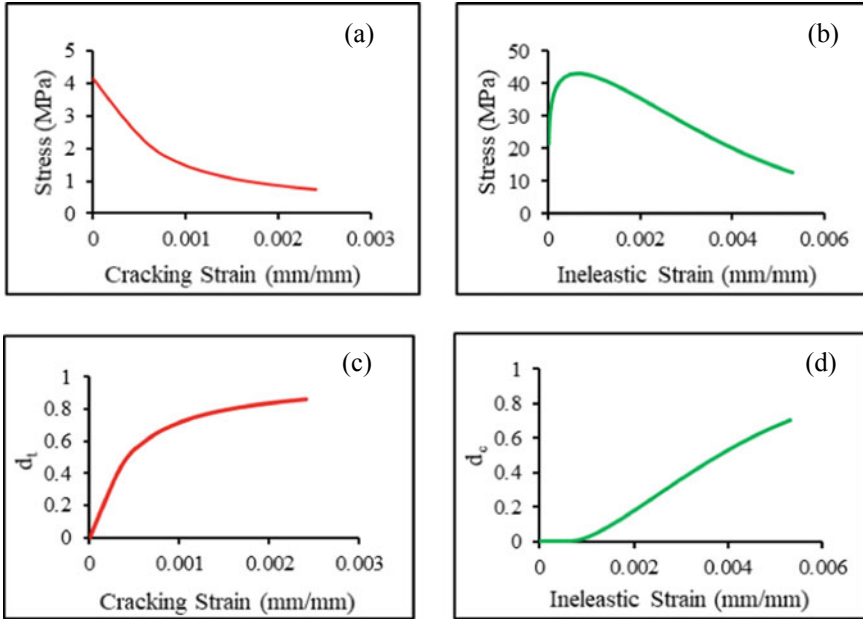 (a)
5
4
3
2
1
0
Stress (MPa)
0 0.001 0.002 0.003
Cracking Strain (mm/mm)
(b)
50
40
30
20
10
0
Stress (MPa)
0 0.002 0.004 0.006
Ineleastic Strain (mm/mm)
(c)
1
0.8
0.6
0.4
0.2
0
dt
0 0.001 0.002 0.003
Cracking Strain (mm/mm)
(d)
1
0.8
0.6
0.4
0.2
0
dc
0 0.002 0.004 0.006
Ineleastic Strain (mm/mm)